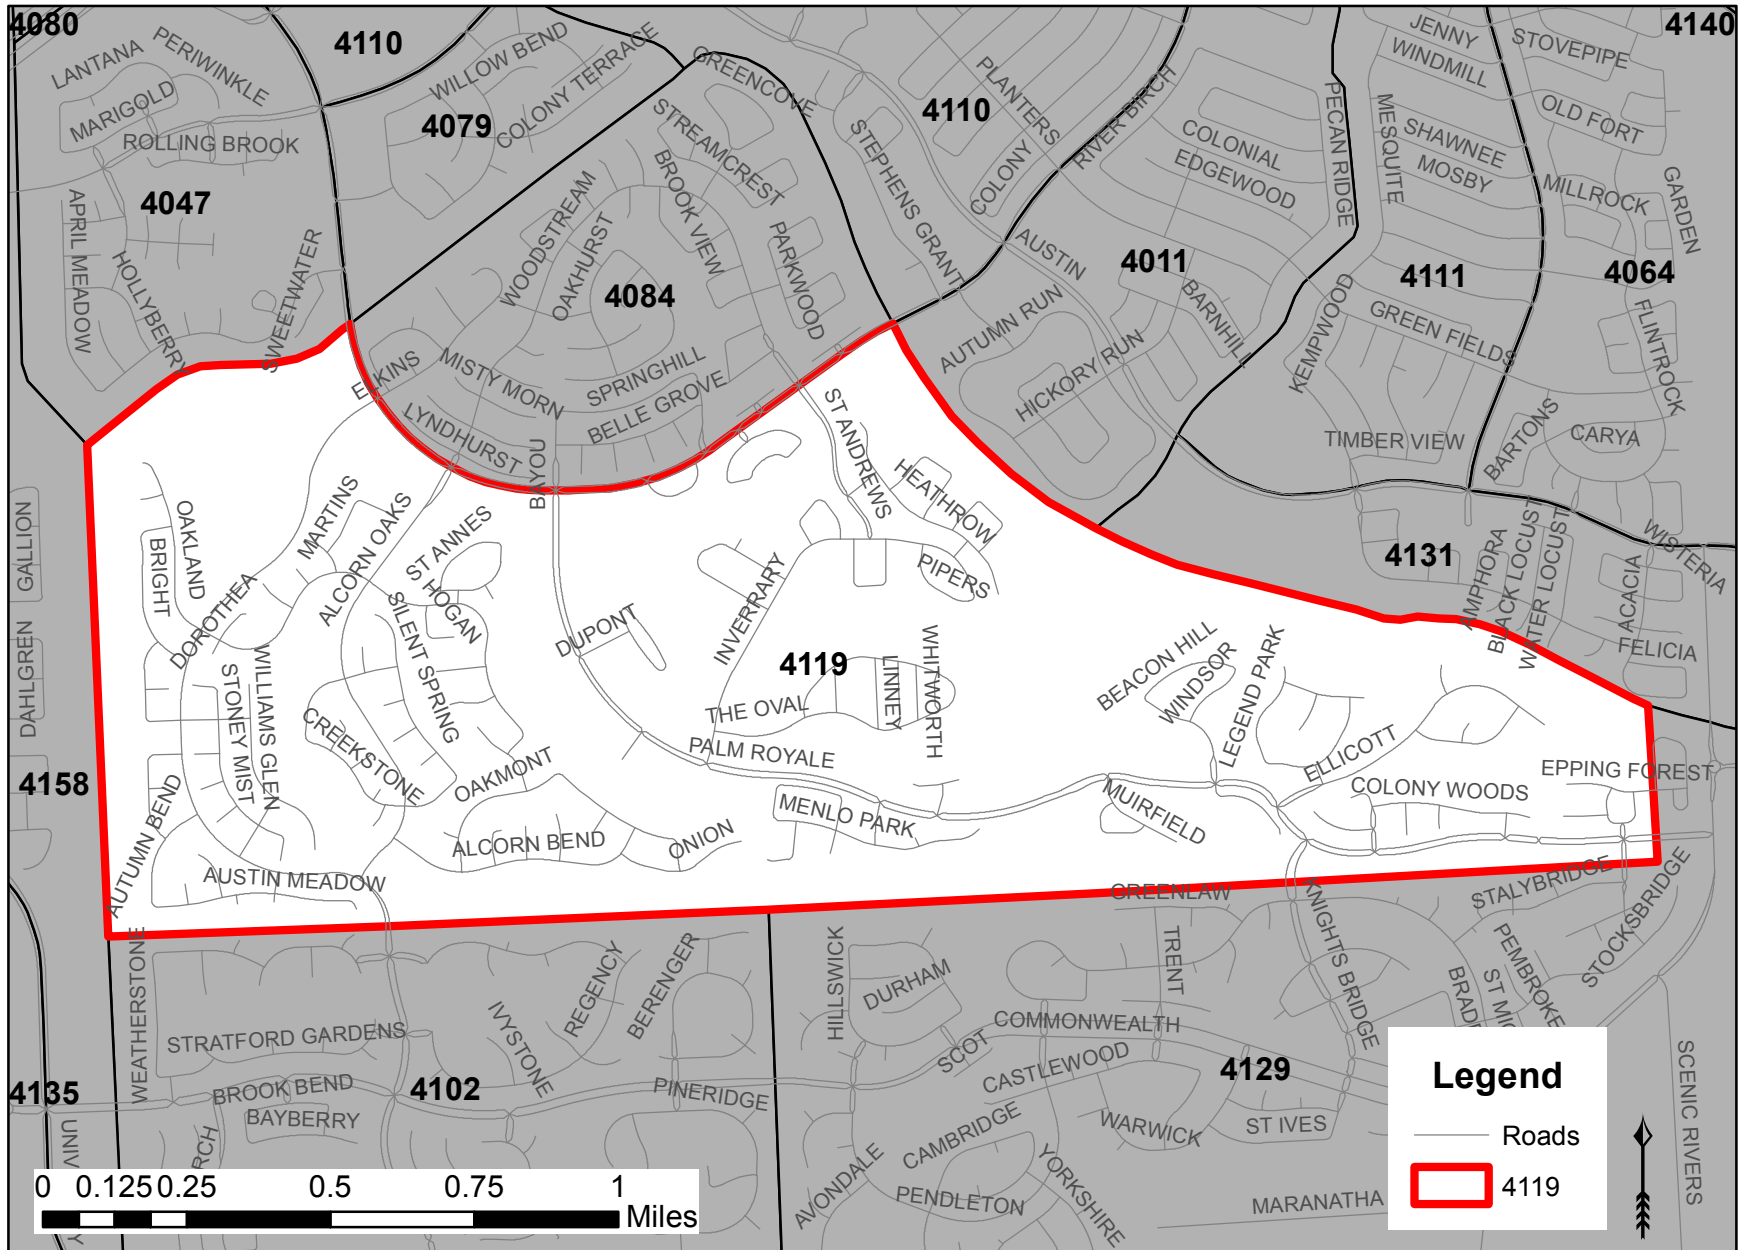 4080
4110
4140
LANTANA
PERIWINKLE
WILLOW BEND
COLONY TERRACE
GREENCOVE
JENNY
STOVEPIPE
WINDMILL
PLANTERS
MARIGOLD
4079
4110
RIVER BIRCH
PECAN RIDGE
MESQUITE
OLD FORT
ROLLING BROOK
STREAMCREST
STEPHENS GRANT
COLONIAL
SHAWNEE
EDGEWOOD
MOSBY
BROOK VIEW
COLONY
MILLROCK
GARDEN
4047
APRIL MEADOW
WOODSTREAM
OAKHURST
PARKWOOD
AUSTIN
4011
4111
4064
HOLLYBERRY
SWEETWATER
4084
BARNHILL
KEMPWOOD
AUTUMN RUN
GREEN FIELDS
FLINTROCK
ELKINS
MISTY MORN
SPRINGHILL
HICKORY RUN
BELLE GROVE
LYNDHURST
ST ANDREWS
TIMBER VIEW
BARTONS
CARYA
BAYOU
HEATHROW
GALLION
OAKLAND
MARTINS
ALCORN OAKS
ST ANNES
BRIGHT
HOGAN
PIPERS
4131
AMPHORA
BLACK LOCUST
WATER LOCUST
WISTERIA
ACACIA
FELICIA
DAHLGREN
DOROTHEA
SILENT SPRING
DUPONT
INVERRARY
4119
LINNEY
WHITWORTH
BEACON HILL
WINDSOR
LEGEND PARK
STONEY MIST
WILLIAMS GLEN
CREEKSTONE
THE OVAL
PALM ROYALE
ELLICOTT
EPPING FOREST
4158
OAKMONT
MENLO PARK
MUIRFIELD
COLONY WOODS
AUTUMN BEND
ALCORN BEND
ONION
AUSTIN MEADOW
GREENLAW
STALYBRIDGE
STOCKSBRIDGE
KNIGHTS BRIDGE
WEATHERSTONE
REGENCY
BERENGER
HILLSWICK
DURHAM
TRENT
PEMBROKE
ST MIC
BRAD
STRATFORD GARDENS
IVYSTONE
COMMONWEALTH
SCOT
CASTLEWOOD
4129
SCENIC RIVERS
4135
BROOK BEND
4102
PINERIDGE
BAYBERRY
CAMBRIDGE
WARWICK
ST IVES
UNIV
Y
RCH
AVONDALE
PENDLETON
YORKSHIRE
MARANATHA
Legend
Roads
4119
0 0.125 0.25 0.5 0.75 1
Miles